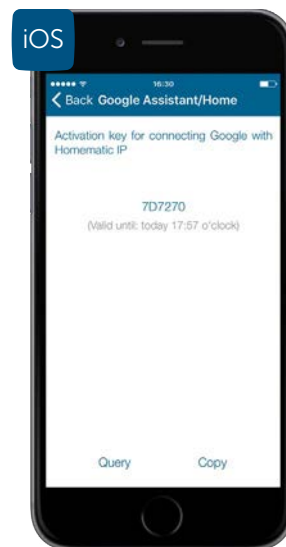 iOS
16:30
Back Google Assistant/Home
Activation key for connecting Google with
Homematic IP
7D7270
(Valid until: today 17:57 o'clock)
Query Copy